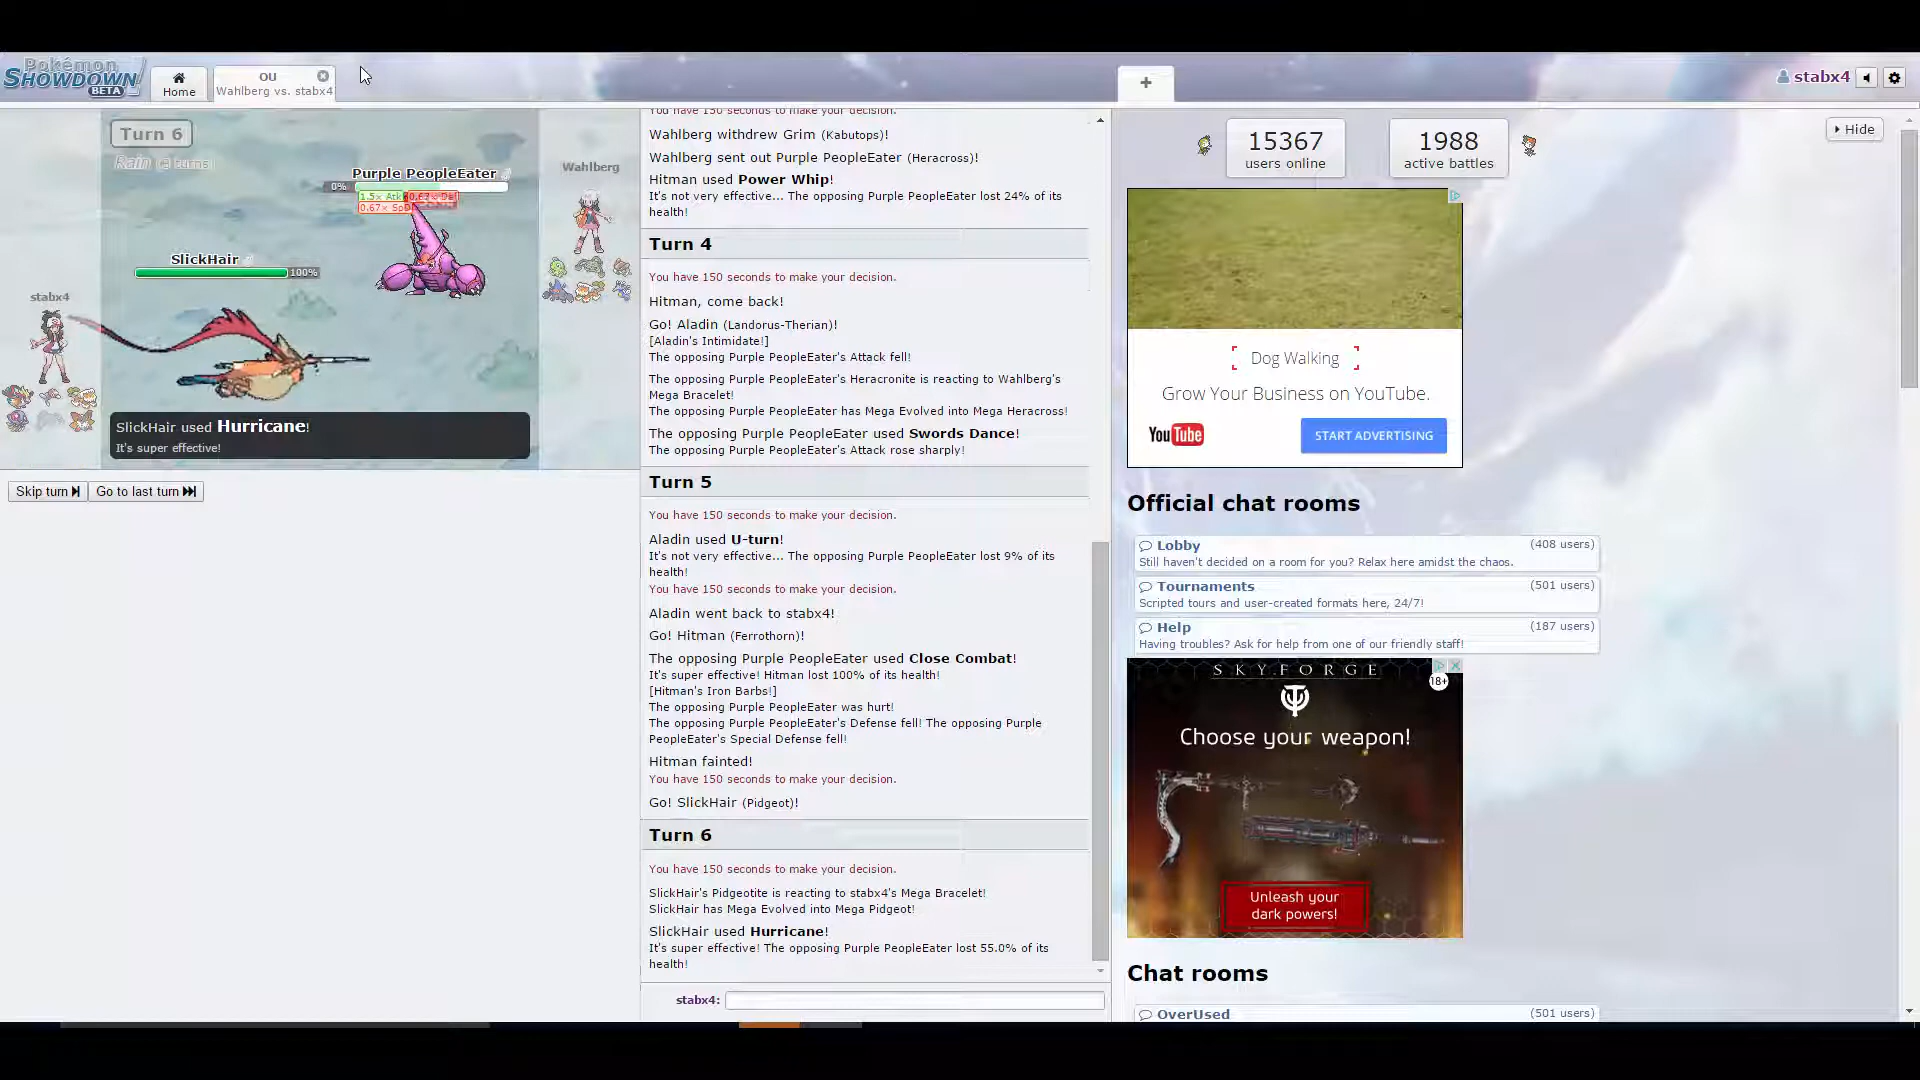 Pokémon
SHOWDOWN!
BETA
Home
OU
Wahlberg vs. stabx4
+
stabx4
Turn 6
Purple PeopleEater
0%
1.5× Atk
0.67× SpD
Wahlberg
SlickHair
100%
stabx4
SlickHair used Hurricane!
It's super effective!
Skip turn
Go to last turn
You have 150 seconds to make your decision.
Wahlberg withdrew Grim (Kabutops)!
Wahlberg sent out Purple PeopleEater (Heracross)!
Hitman used Power Whip!
It's not very effective... The opposing Purple PeopleEater lost 24% of its
health!
Turn 4
You have 150 seconds to make your decision.
Hitman, come back!
Go! Aladin (Landorus-Therian)!
[Aladin's Intimidate!]
The opposing Purple PeopleEater's Attack fell!
The opposing Purple PeopleEater's Heracronite is reacting to Wahlberg's
Mega Bracelet!
The opposing Purple PeopleEater has Mega Evolved into Mega Heracross!
The opposing Purple PeopleEater used Swords Dance!
The opposing Purple PeopleEater's Attack rose sharply!
Turn 5
You have 150 seconds to make your decision.
Aladin used U-turn!
It's not very effective... The opposing Purple PeopleEater lost 9% of its
health!
You have 150 seconds to make your decision.
Aladin went back to stabx4!
Go! Hitman (Ferrothorn)!
The opposing Purple PeopleEater used Close Combat!
It's super effective! Hitman lost 100% of its health!
[Hitman's Iron Barbs!]
The opposing Purple PeopleEater was hurt!
The opposing Purple PeopleEater's Defense fell! The opposing Purple
PeopleEater's Special Defense fell!
Hitman fainted!
You have 150 seconds to make your decision.
Go! SlickHair (Pidgeot)!
Turn 6
You have 150 seconds to make your decision.
SlickHair's Pidgeotite is reacting to stabx4's Mega Bracelet!
SlickHair has Mega Evolved into Mega Pidgeot!
SlickHair used Hurricane!
It's super effective! The opposing Purple PeopleEater lost 55.0% of its
health!
stabx4:
15367
users online
1988
active battles
Hide
Dog Walking
Grow Your Business on YouTube.
YouTube
START ADVERTISING
Official chat rooms
Lobby
(408 users)
Still haven't decided on a room for you? Relax here amidst the chaos.
Tournaments
(501 users)
Scripted tours and user-created formats here, 24/7!
Help
(187 users)
Having troubles? Ask for help from one of our friendly staff!
SKYFORGE
18+
Choose your weapon!
Unleash your
dark powers!
Chat rooms
OverUsed
(501 users)